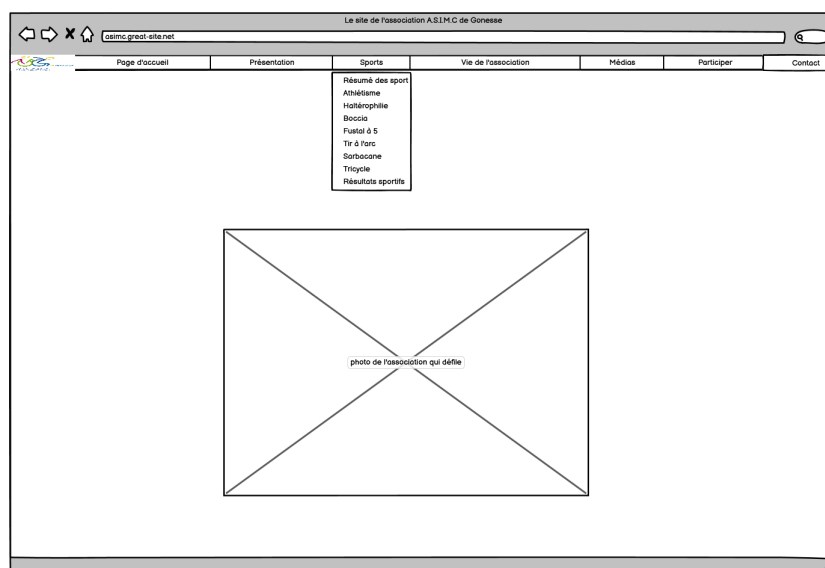 Le site de l'association A.S.I.M.C de Gonesse
asimc.great-site.net
Page d'accueil
Présentation
Sports
Vie de l'association
Médias
Participer
Contact
Résumé des sport
Athlétisme
Haltérophilie
Boccia
Fustal à 5
Tir à l'arc
Sarbacane
Tricycle
Résultats sportifs
photo de l'association qui défile